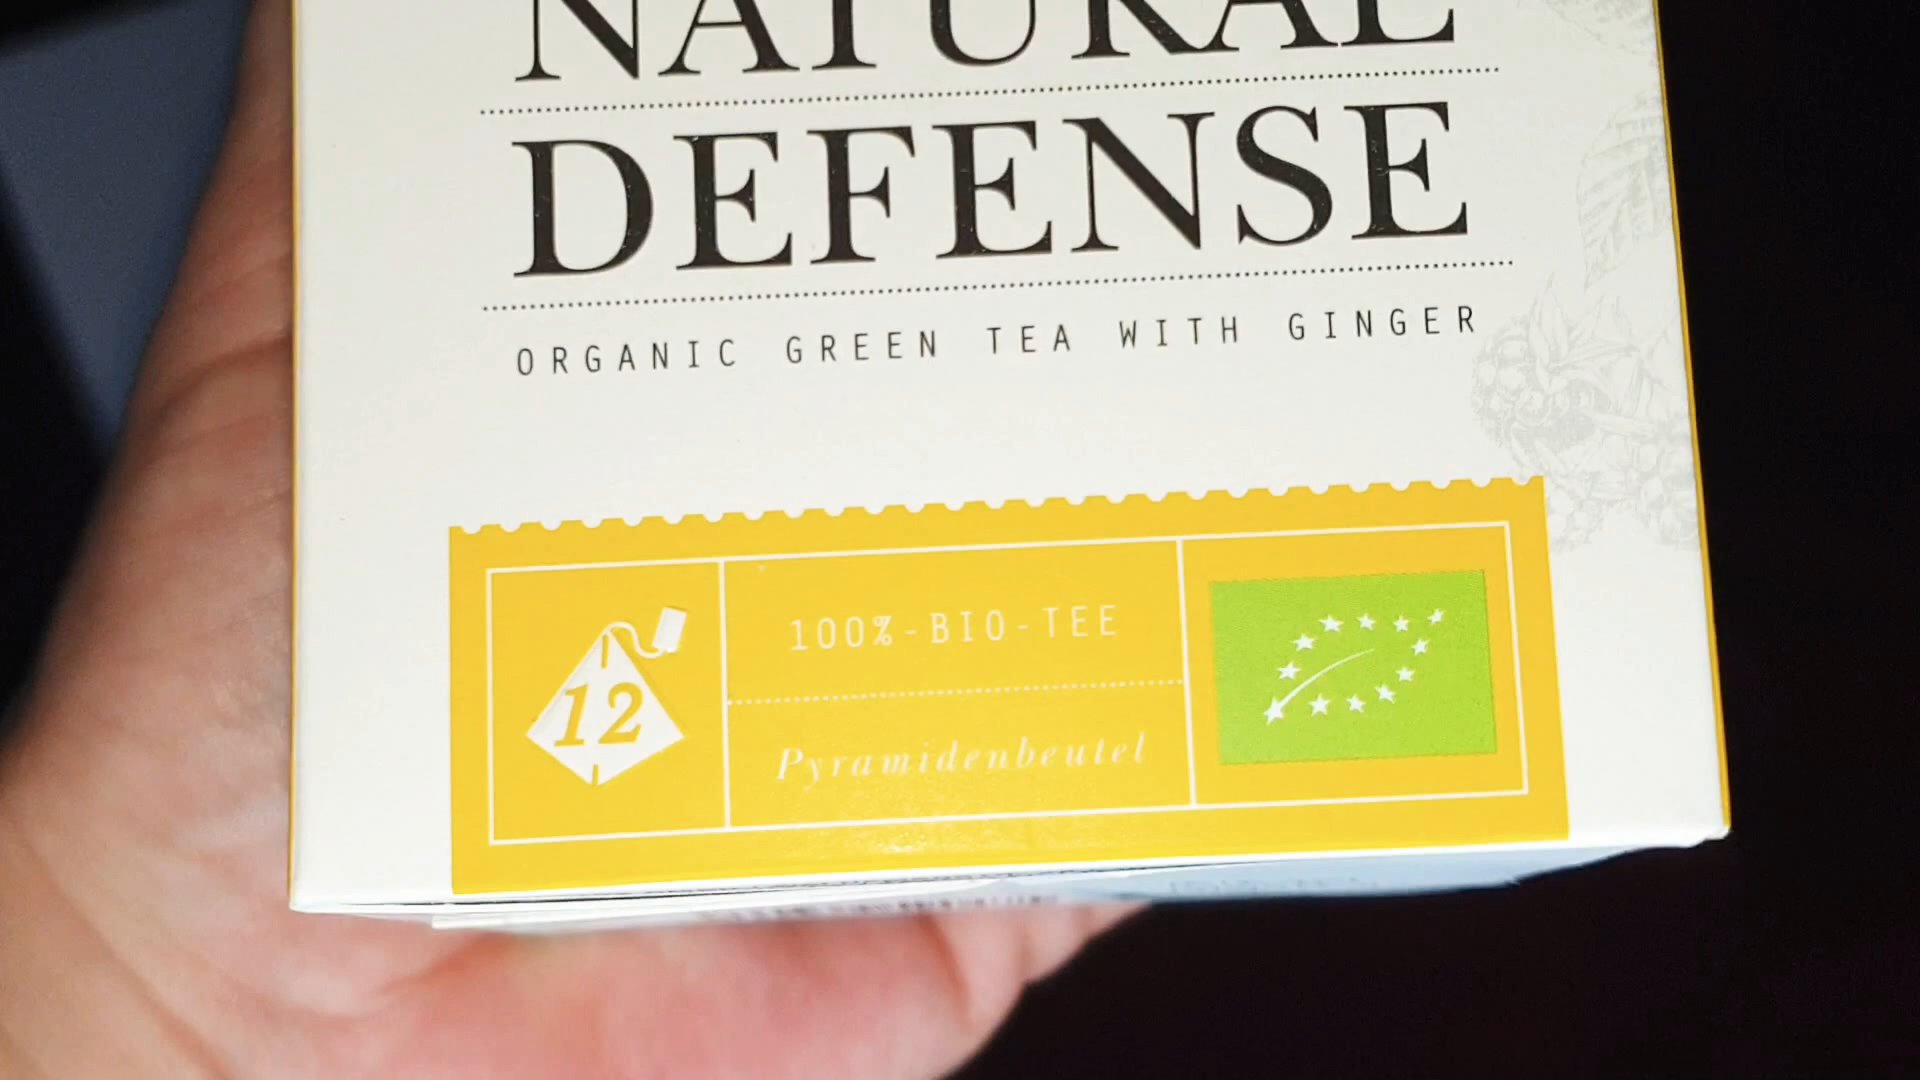 NATURAL
DEFENSE
ORGANIC GREEN TEA WITH GINGER
12
100%-BIO-TEE
Pyramidenbeutel